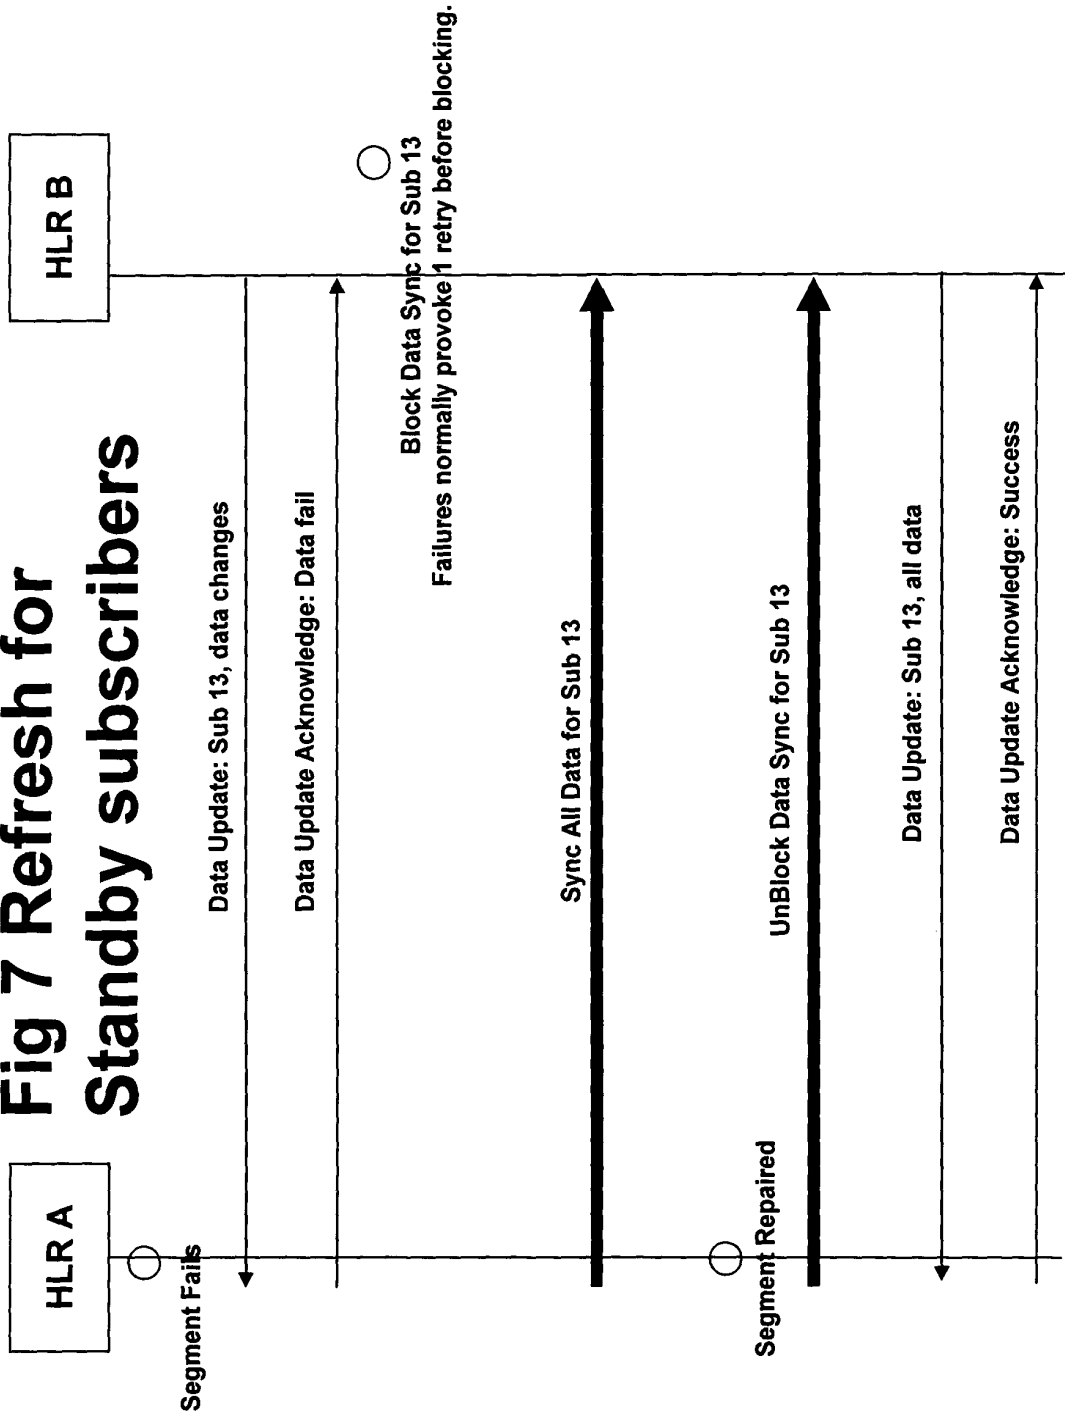 Fig 7 Refresh for
Standby subscribers
HLR A
HLR B
Segment Fails
Data Update: Sub 13, data changes
Data Update Acknowledge: Data fail
Block Data Sync for Sub 13
Failures normally provoke 1 retry before blocking.
Sync All Data for Sub 13
Segment Repaired
UnBlock Data Sync for Sub 13
Data Update: Sub 13, all data
Data Update Acknowledge: Success